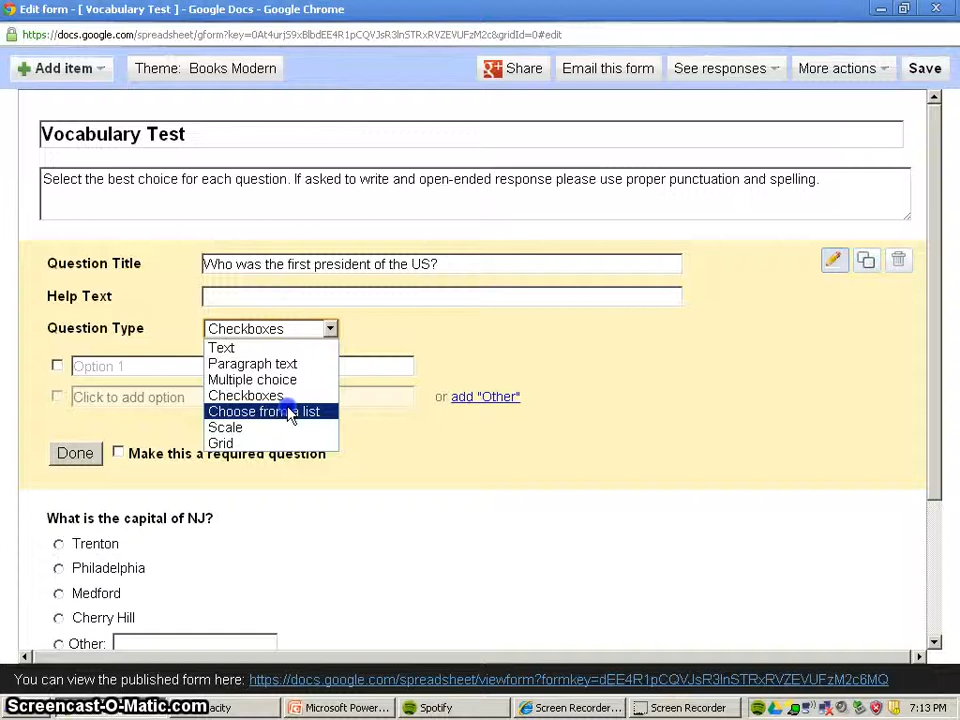 Edit form - [ Vocabulary Test ] - Google Docs - Google Chrome
https://docs.google.com/spreadsheet/gform?key=0At4urjS9xBlbdEE4R1pCQVJsR3lnSTRxRVZEVUFzM2c&gridId=0#edit
Add item
Theme: Books Modern
Share
Email this form
See responses
More actions
Save
Vocabulary Test
Select the best choice for each question. If asked to write and open-ended response please use proper punctuation and spelling.
Question Title
Who was the first president of the US?
Help Text
Question Type
Checkboxes
Text
Paragraph text
Multiple choice
Checkboxes
Choose from a list
Scale
Grid
Option 1
Click to add option
or add "Other"
Done
Make this a required question
What is the capital of NJ?
Trenton
Philadelphia
Medford
Cherry Hill
Other:
You can view the published form here: https://docs.google.com/spreadsheet/viewform?formkey=dEE4R1pCQVJsR3lnSTRxRVZEVUFzM2c6MQ
Screencast-O-Matic.com
Microsoft Power...
Spotify
Screen Recorder...
Screen Recorder
7:13 PM